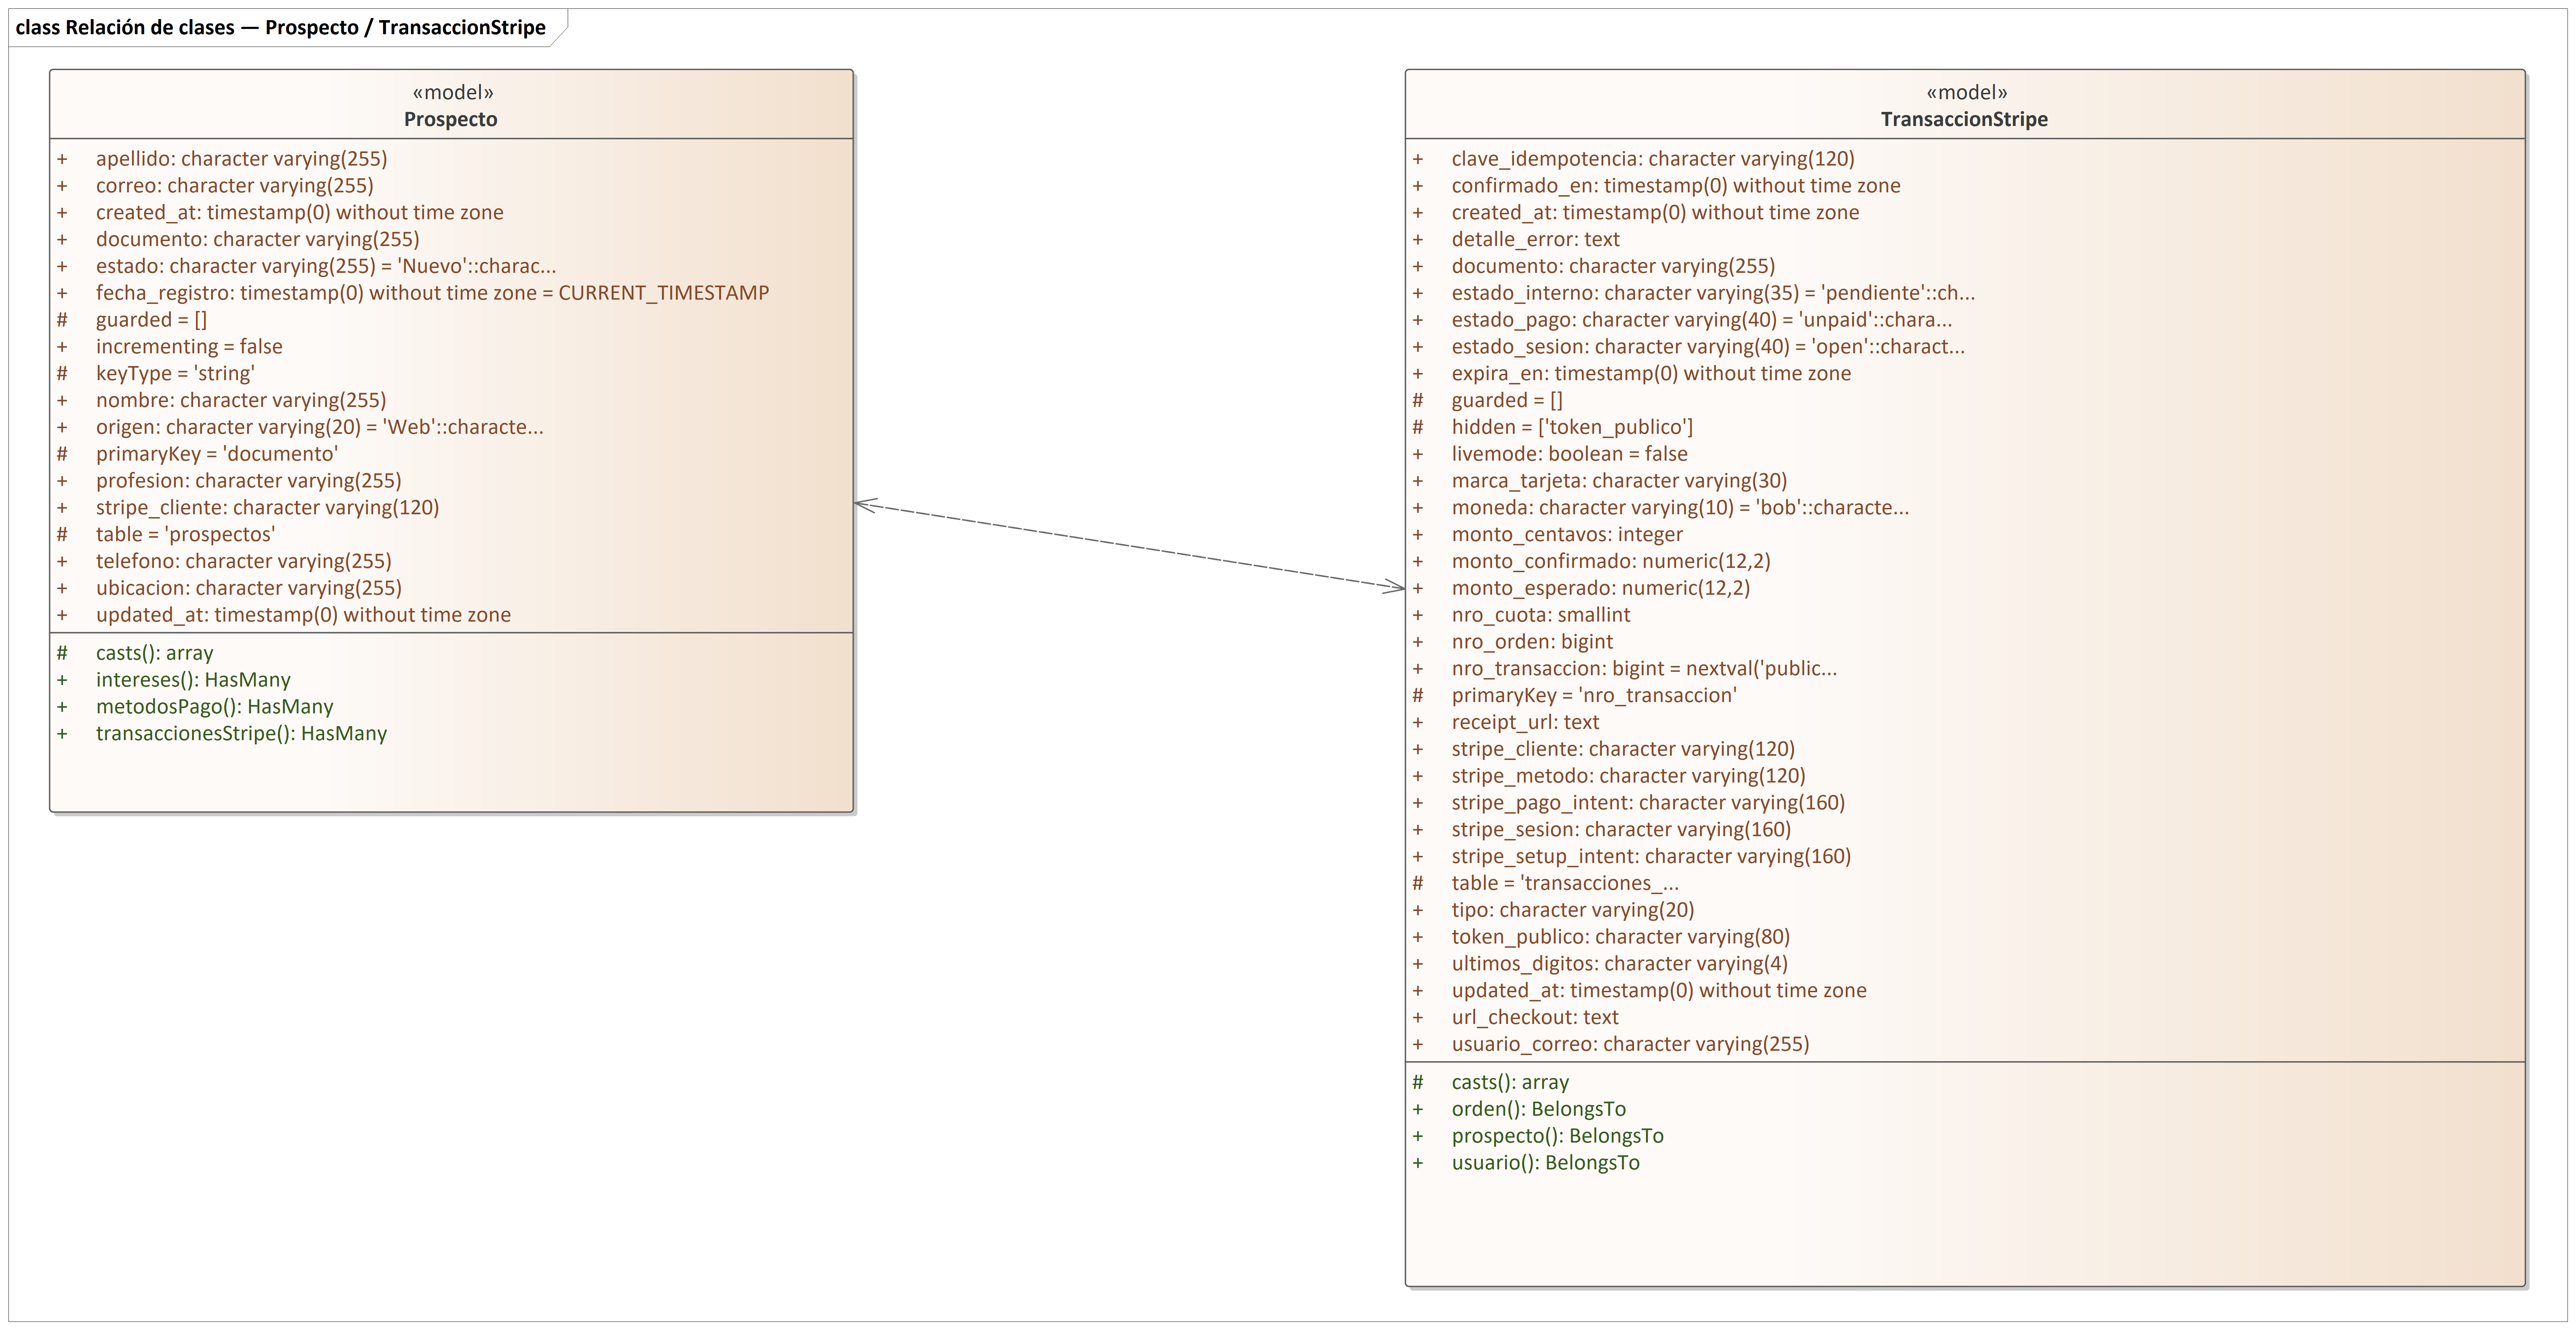 class Relación de clases — Prospecto / TransaccionStripe
«model»
Prospecto
+ apellido: character varying(255)
+ correo: character varying(255)
+ created_at: timestamp(0) without time zone
+ documento: character varying(255)
+ estado: character varying(255) = 'Nuevo'::charac...
+ fecha_registro: timestamp(0) without time zone = CURRENT_TIMESTAMP
# guarded = []
+ incrementing = false
# keyType = 'string'
+ nombre: character varying(255)
+ origen: character varying(20) = 'Web'::characte...
# primaryKey = 'documento'
+ profesion: character varying(255)
+ stripe_cliente: character varying(120)
# table = 'prospectos'
+ telefono: character varying(255)
+ ubicacion: character varying(255)
+ updated_at: timestamp(0) without time zone
# casts(): array
+ intereses(): HasMany
+ metodosPago(): HasMany
+ transaccionesStripe(): HasMany
«model»
TransaccionStripe
+ clave_idempotencia: character varying(120)
+ confirmado_en: timestamp(0) without time zone
+ created_at: timestamp(0) without time zone
+ detalle_error: text
+ documento: character varying(255)
+ estado_interno: character varying(35) = 'pendiente'::ch...
+ estado_pago: character varying(40) = 'unpaid'::chara...
+ estado_sesion: character varying(40) = 'open'::charact...
+ expira_en: timestamp(0) without time zone
# guarded = []
# hidden = ['token_publico']
+ livemode: boolean = false
+ marca_tarjeta: character varying(30)
+ moneda: character varying(10) = 'bob'::characte...
+ monto_centavos: integer
+ monto_confirmado: numeric(12,2)
+ monto_esperado: numeric(12,2)
+ nro_cuota: smallint
+ nro_orden: bigint
+ nro_transaccion: bigint = nextval('public...
# primaryKey = 'nro_transaccion'
+ receipt_url: text
+ stripe_cliente: character varying(120)
+ stripe_metodo: character varying(120)
+ stripe_pago_intent: character varying(160)
+ stripe_sesion: character varying(160)
+ stripe_setup_intent: character varying(160)
# table = 'transacciones_...
+ tipo: character varying(20)
+ token_publico: character varying(80)
+ ultimos_digitos: character varying(4)
+ updated_at: timestamp(0) without time zone
+ url_checkout: text
+ usuario_correo: character varying(255)
# casts(): array
+ orden(): BelongsTo
+ prospecto(): BelongsTo
+ usuario(): BelongsTo